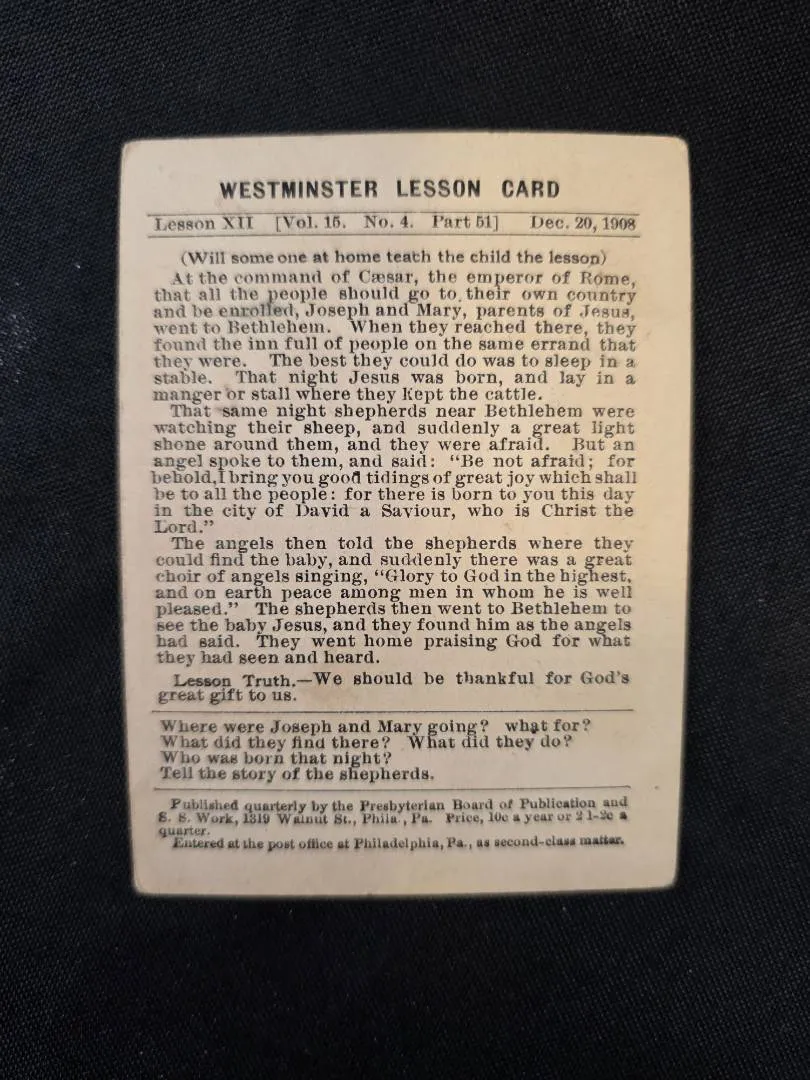 WESTMINSTER LESSON CARD
Lesson XII [Vol. 15. No. 4. Part 51] Dec. 20, 1908
(Will some one at home teach the child the lesson)
At the command of Cæsar, the emperor of Rome,
that all the people should go to their own country
and be enrolled, Joseph and Mary, parents of Jesus,
went to Bethlehem. When they reached there, they
found the inn full of people on the same errand that
they were. The best they could do was to sleep in a
stable. That night Jesus was born, and lay in a
manger or stall where they kept the cattle.
That same night shepherds near Bethlehem were
watching their sheep, and suddenly a great light
shone around them, and they were afraid. But an
angel spoke to them, and said: "Be not afraid; for
behold, I bring you good tidings of great joy which shall
be to all the people: for there is born to you this day
in the city of David a Saviour, who is Christ the
Lord."
The angels then told the shepherds where they
could find the baby, and suddenly there was a great
choir of angels singing, "Glory to God in the highest,
and on earth peace among men in whom he is well
pleased." The shepherds then went to Bethlehem to
see the baby Jesus, and they found him as the angels
had said. They went home praising God for what
they had seen and heard.
Lesson Truth.—We should be thankful for God's
great gift to us.
Where were Joseph and Mary going? what for?
What did they find there? What did they do?
Who was born that night?
Tell the story of the shepherds.
Published quarterly by the Presbyterian Board of Publication and
S. S. Work, 1319 Walnut St., Phila., Pa. Price, 10c a year or 2 1-2c a
quarter.
Entered at the post office at Philadelphia, Pa., as second-class matter.